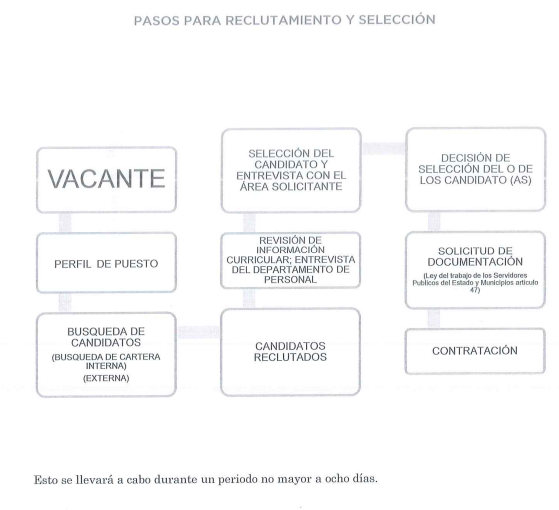 PASOS PARA RECLUTAMIENTO Y SELECCIÓN
VACANTE
PERFIL DE PUESTO
BUSQUEDA DE
CANDIDATOS
(BUSQUEDA DE CARTERA
INTERNA)
(EXTERNA)
CANDIDATOS
RECLUTADOS
REVISIÓN DE
INFORMACIÓN
CURRICULAR; ENTREVISTA
DEL DEPARTAMENTO DE
PERSONAL
SELECCIÓN DEL
CANDIDATO Y
ENTREVISTA CON EL
ÁREA SOLICITANTE
DECISIÓN DE
SELECCIÓN DEL O DE
LOS CANDIDATO (AS)
SOLICITUD DE
DOCUMENTACIÓN
(Ley del trabajo de los Servidores
Publicos del Estado y Municipios articulo
47)
CONTRATACIÓN
Esto se llevará a cabo durante un periodo no mayor a ocho días.